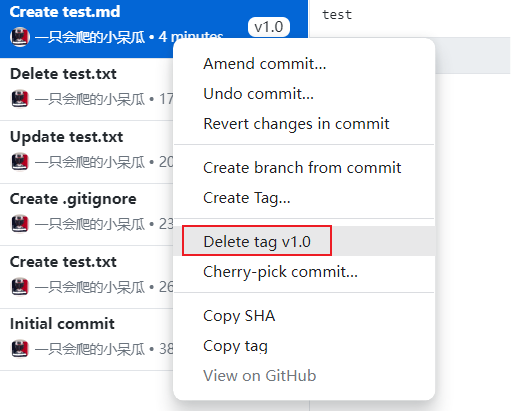 Create test.md
一只会爬的小呆瓜 • 4 minutes
v1.0
test
Delete test.txt
一只会爬的小呆瓜 • 17
Update test.txt
一只会爬的小呆瓜 • 20
Create .gitignore
一只会爬的小呆瓜 • 23
Create test.txt
一只会爬的小呆瓜 • 26
Initial commit
一只会爬的小呆瓜 • 38
Amend commit...
Undo commit...
Revert changes in commit
Create branch from commit
Create Tag...
Delete tag v1.0
Cherry-pick commit...
Copy SHA
Copy tag
View on GitHub